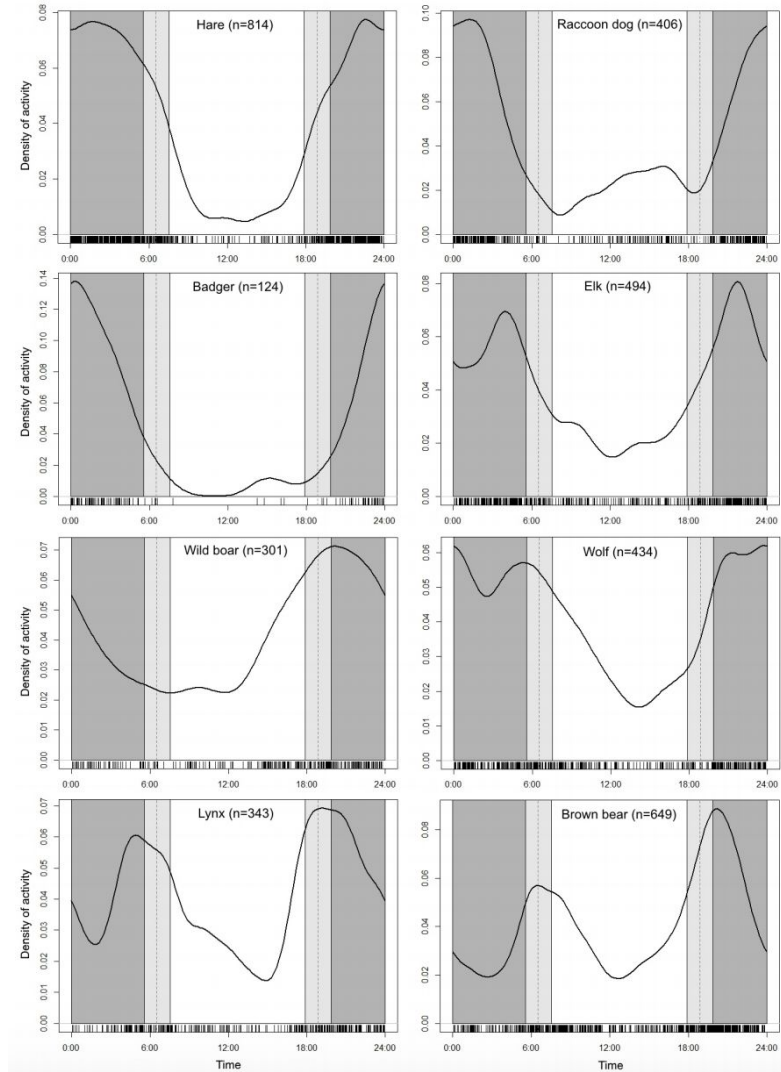 Hare (n=814)
Density of activity
0.08
0.06
0.04
0.02
0.00
0:00 6:00 12:00 18:00 24:00
Raccoon dog (n=406)
0.10
0.08
0.06
0.04
0.02
0.00
0:00 6:00 12:00 18:00 24:00
Badger (n=124)
Density of activity
0.14
0.12
0.10
0.08
0.06
0.04
0.02
0.00
0:00 6:00 12:00 18:00 24:00
Elk (n=494)
0.08
0.06
0.04
0.02
0.00
0:00 6:00 12:00 18:00 24:00
Wild boar (n=301)
Density of activity
0.07
0.06
0.05
0.04
0.03
0.02
0.01
0.00
0:00 6:00 12:00 18:00 24:00
Wolf (n=434)
0.06
0.05
0.04
0.03
0.02
0.01
0.00
0:00 6:00 12:00 18:00 24:00
Lynx (n=343)
Density of activity
0.07
0.06
0.05
0.04
0.03
0.02
0.01
0.00
0:00 6:00 12:00 18:00 24:00
Time
Brown bear (n=649)
0.08
0.06
0.04
0.02
0.00
0:00 6:00 12:00 18:00 24:00
Time